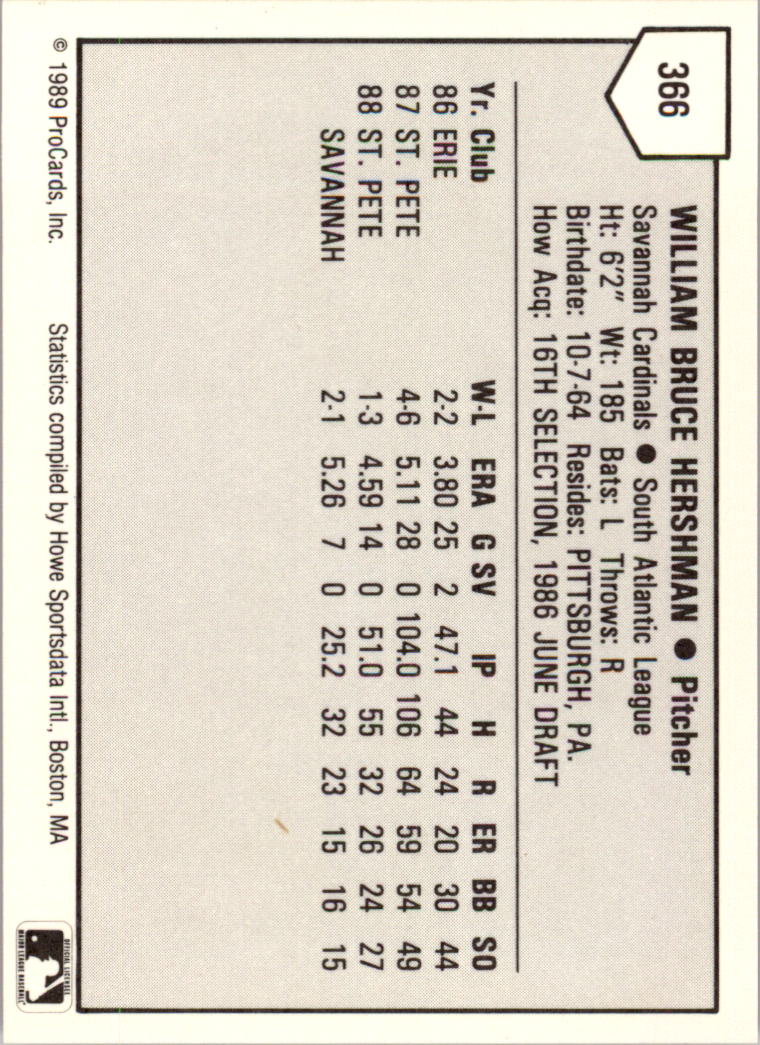 366
WILLIAM BRUCE HERSHMAN ● Pitcher
Savannah Cardinals ● South Atlantic League
Ht: 6'2" Wt: 185 Bats: L Throws: R
Birthdate: 10-7-64 Resides: PITTSBURGH, PA.
How Acq: 16TH SELECTION, 1986 JUNE DRAFT
Yr. Club W-L ERA G SV IP H R ER BB SO
86 ERIE 2-2 3.80 25 2 47.1 44 24 20 30 44
87 ST. PETE 4-6 5.11 28 0 104.0 106 64 59 54 49
88 ST. PETE 1-3 4.59 14 0 51.0 55 32 26 24 27
SAVANNAH 2-1 5.26 7 0 25.2 32 23 15 16 15
© 1989 ProCards, Inc. Statistics compiled by Howe Sportsdata Intl., Boston, MA
OFFICIAL LICENSEE
MAJOR LEAGUE BASEBALL